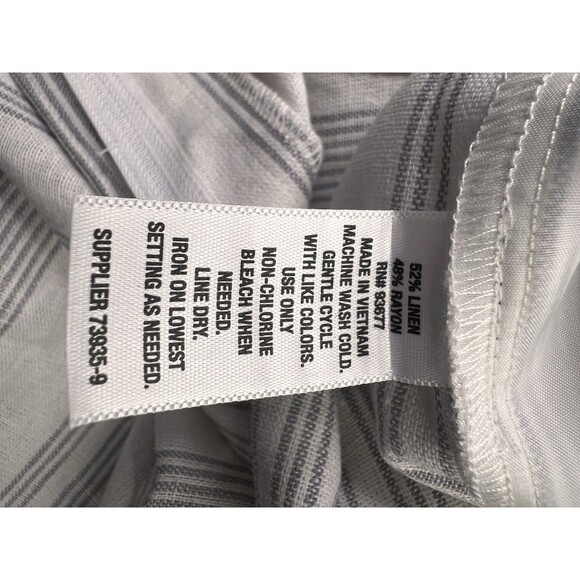 52% LINEN
48% RAYON
RN# 93677
MADE IN VIETNAM
MACHINE WASH COLD.
GENTLE CYCLE
WITH LIKE COLORS.
USE ONLY
NON-CHLORINE
BLEACH WHEN
NEEDED.
LINE DRY.
IRON ON LOWEST
SETTING AS NEEDED.
SUPPLIER 73935-9